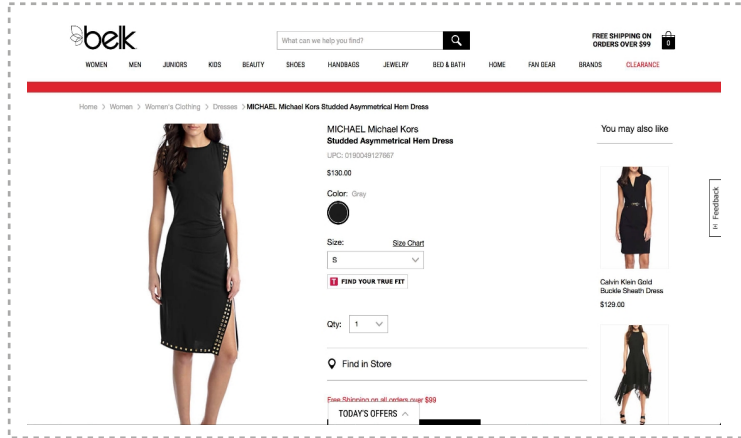 belk
What can we help you find?
FREE SHIPPING ON
ORDERS OVER $99
0
WOMEN MEN JUNIORS KIDS BEAUTY SHOES HANDBAGS JEWELRY BED & BATH HOME FAN GEAR BRANDS CLEARANCE
Home > Women > Women's Clothing > Dresses > MICHAEL Michael Kors Studded Asymmetrical Hem Dress
MICHAEL Michael Kors
Studded Asymmetrical Hem Dress
UPC: 0190049127667
$130.00
Color: Gray
Size: Size Chart
S
T FIND YOUR TRUE FIT
Qty: 1
Find in Store
Free Shipping on all orders over $99
TODAY'S OFFERS
You may also like
Calvin Klein Gold
Buckle Sheath Dress
$129.00
Feedback